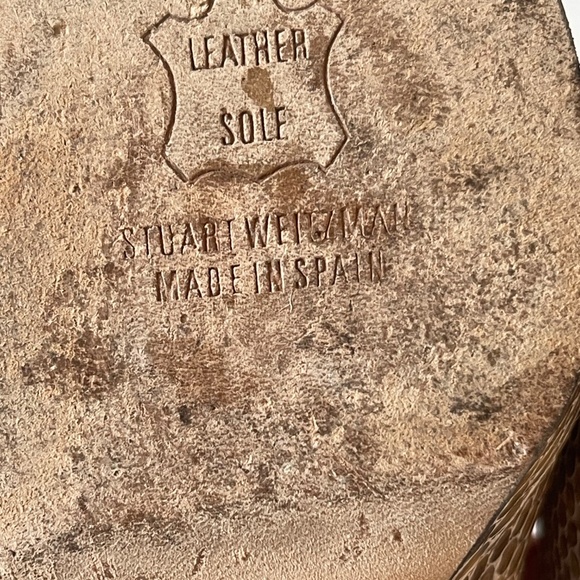 LEATHER
SOLE
STUART WEITZMAN
MADE IN SPAIN